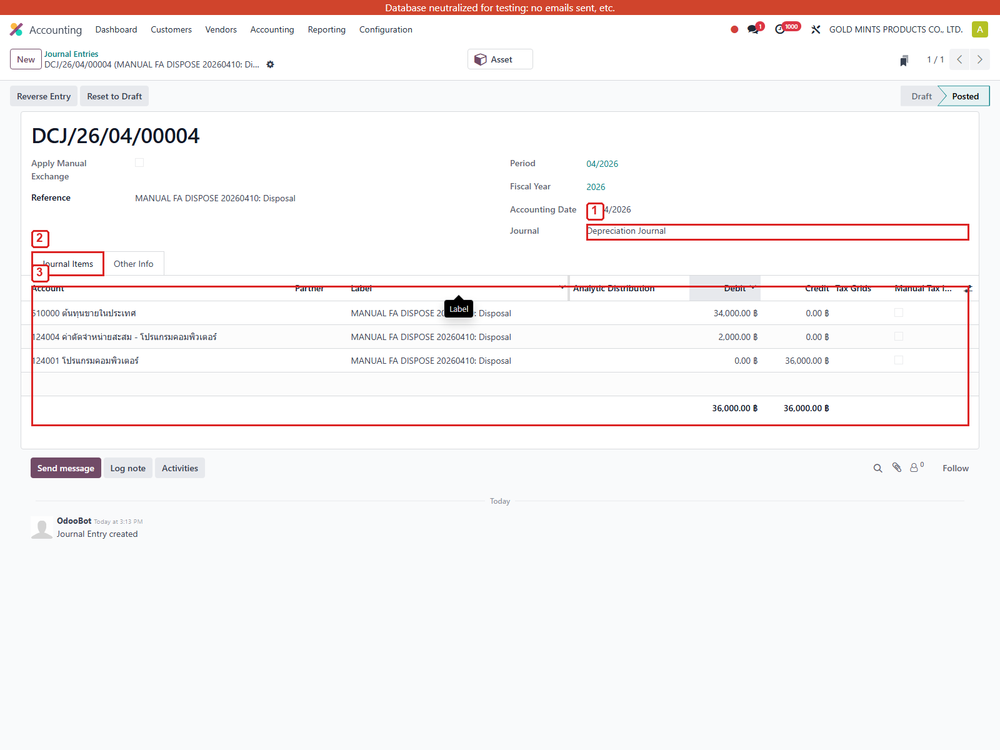 Database neutralized for testing: no emails sent, etc.
Accounting Dashboard Customers Vendors Accounting Reporting Configuration 1 1000 GOLD MINTS PRODUCTS CO., LTD. A
New Journal Entries
DCJ/26/04/00004 (MANUAL FA DISPOSE 20260410: Di...
Asset
1 / 1
Reverse Entry Reset to Draft Draft Posted
DCJ/26/04/00004
Apply Manual Exchange
Reference MANUAL FA DISPOSE 20260410: Disposal
Period 04/2026
Fiscal Year 2026
Accounting Date 1 4/2026
Journal Depreciation Journal
2
Journal Items Other Info
3
Account Partner Label Analytic Distribution Debit Credit Tax Grids Manual Tax I...
Label
510000 ต้นทุนขายในประเทศ MANUAL FA DISPOSE 20 0: Disposal 34,000.00 ฿ 0.00 ฿
124004 ค่าตัดจำหน่ายสะสม - โปรแกรมคอมพิวเตอร์ MANUAL FA DISPOSE 20260410: Disposal 2,000.00 ฿ 0.00 ฿
124001 โปรแกรมคอมพิวเตอร์ MANUAL FA DISPOSE 20260410: Disposal 0.00 ฿ 36,000.00 ฿
36,000.00 ฿ 36,000.00 ฿
Send message Log note Activities 0 Follow
Today
OdooBot Today at 3:13 PM
Journal Entry created